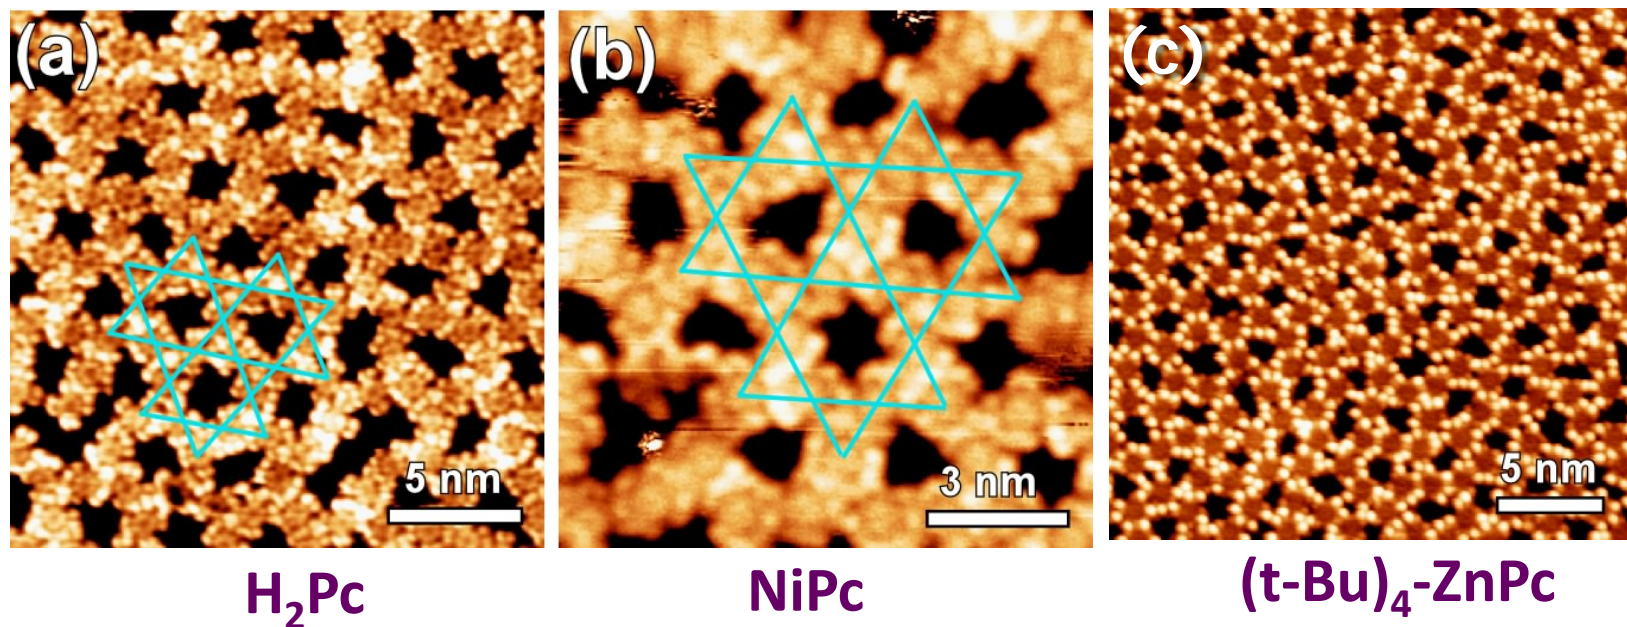 (a)
(b)
(c)
5 nm
3 nm
5 nm
H₂Pc
NiPc
(t-Bu)₄-ZnPc